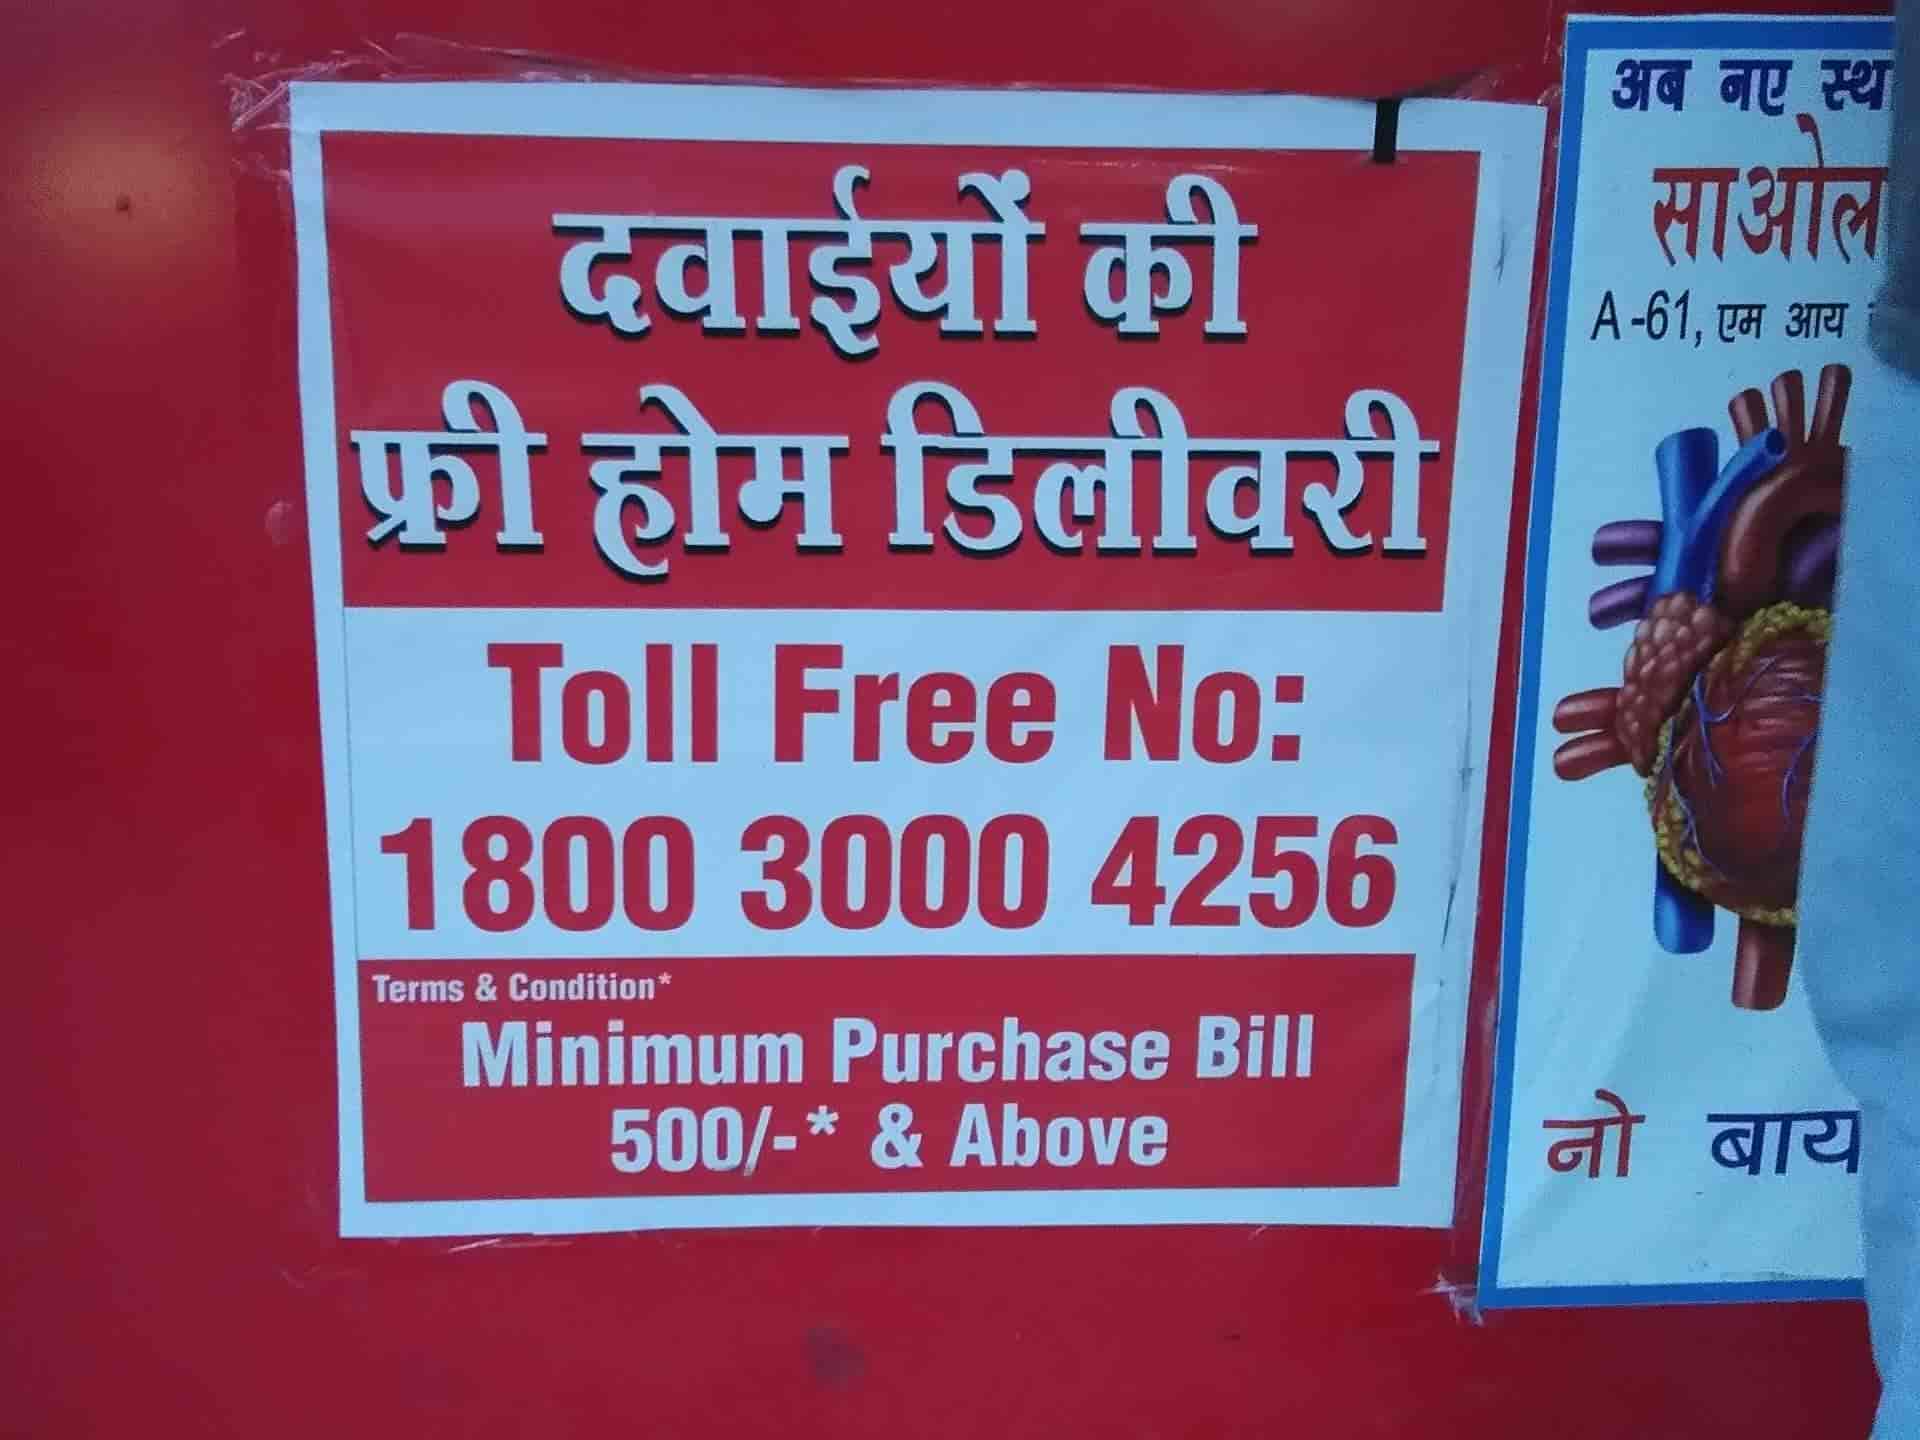 दवाईयों की
फ्री होम डिलीवरी
Toll Free No:
1800 3000 4256
Terms & Condition*
Minimum Purchase Bill
500/-* & Above
अब नए
साओल
A-61, एम आय
नो बाय